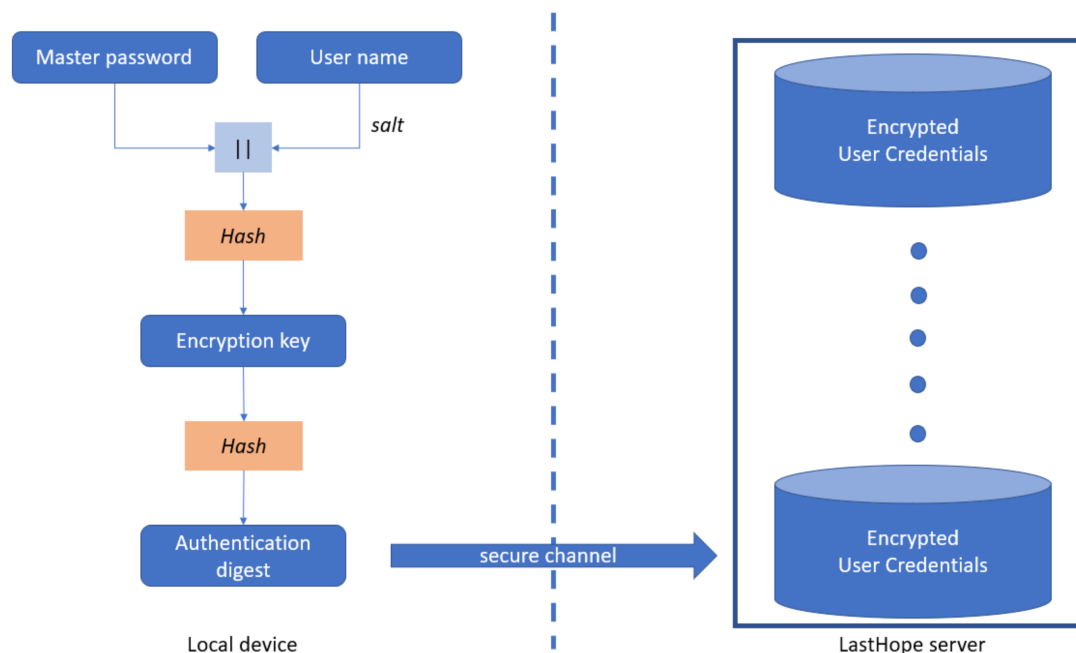 Master password
User name
salt
||
Hash
Encryption key
Hash
Authentication
digest
secure channel
Local device
Encrypted
User Credentials
Encrypted
User Credentials
LastHope server